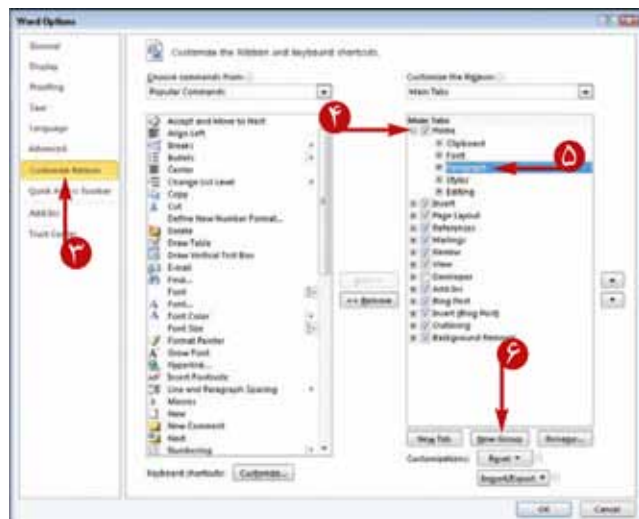 Word Options
General
Display
Proofing
Save
Language
Advanced
Customize Ribbon
Quick Access Toolbar
Add-Ins
Trust Center
۳
Customize the Ribbon and keyboard shortcuts.
Choose commands from:
Popular Commands
Accept and Move to Next
Align Left
Breaks
Bullets
Center
Change List Level
Copy
Cut
Define New Number Format...
Delete
Draw Table
Draw Vertical Text Box
E-mail
Find...
Font
Font...
Font Color
Font Size
Format Painter
Grow Font
Hyperlink...
Insert Footnote
Line and Paragraph Spacing
Macros
New
New Comment
Next
Numbering
Keyboard shortcuts: Customize...
<< Remove
Customize the Ribbon:
Main Tabs
Main Tabs
۴
Home
Clipboard
Font
Paragraph
۵
Styles
Editing
Insert
Page Layout
References
Mailings
Review
View
Developer
Add-Ins
Blog Post
Insert (Blog Post)
Outlining
Background Removal
۶
New Tab New Group Rename...
Customizations: Reset
Import/Export
OK Cancel